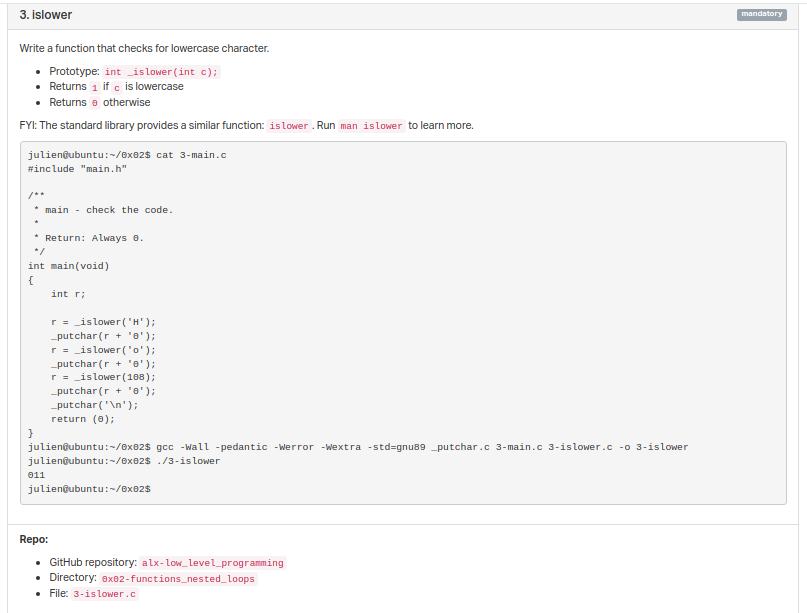 3. islower
mandatory
Write a function that checks for lowercase character.
• Prototype: int _islower(int c);
• Returns 1 if c is lowercase
• Returns 0 otherwise
FYI: The standard library provides a similar function: islower. Run man islower to learn more.
julien@ubuntu:~/0x02$ cat 3-main.c
#include "main.h"

/**
 * main - check the code.
 *
 * Return: Always 0.
 */
int main(void)
{
    int r;

    r = _islower('H');
    _putchar(r + '0');
    r = _islower('o');
    _putchar(r + '0');
    r = _islower(108);
    _putchar(r + '0');
    _putchar('\n');
    return (0);
}
julien@ubuntu:~/0x02$ gcc -Wall -pedantic -Werror -Wextra -std=gnu89 _putchar.c 3-main.c 3-islower.c -o 3-islower
julien@ubuntu:~/0x02$ ./3-islower
011
julien@ubuntu:~/0x02$
Repo:
• GitHub repository: alx-low_level_programming
• Directory: 0x02-functions_nested_loops
• File: 3-islower.c